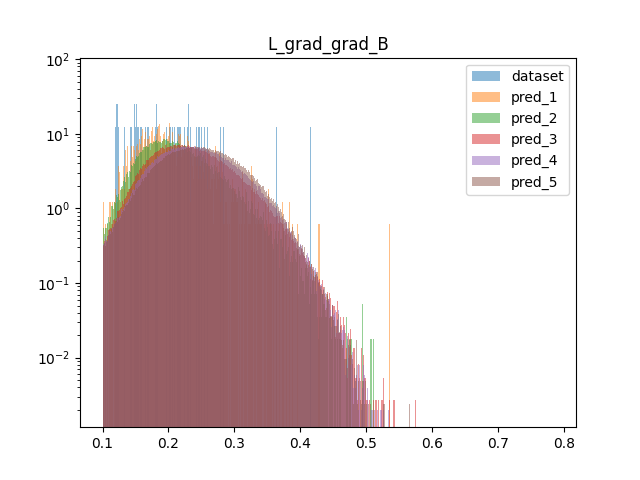 L_grad_grad_B
10²
10¹
10⁰
10⁻¹
10⁻²
0.1 0.2 0.3 0.4 0.5 0.6 0.7 0.8
dataset
pred_1
pred_2
pred_3
pred_4
pred_5